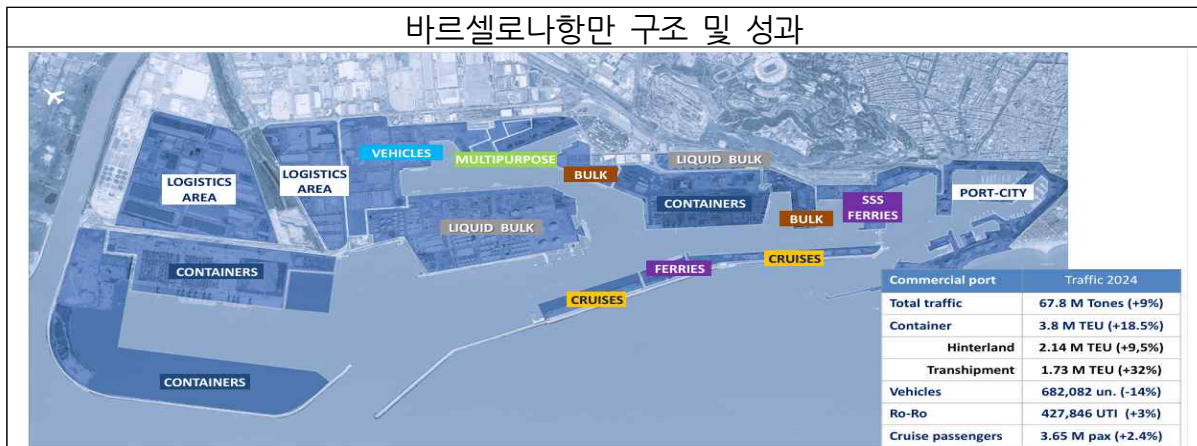 바르셀로나항만 구조 및 성과
VEHICLES
MULTIPURPOSE
BULK
LIQUID BULK
LOGISTICS
AREA
LOGISTICS
AREA
CONTAINERS
BULK
SSS
FERRIES
PORT-CITY
LIQUID BULK
CONTAINERS
FERRIES
CRUISES
CRUISES
CONTAINERS
Commercial port Traffic 2024
Total traffic 67.8 M Tones (+9%)
Container 3.8 M TEU (+18.5%)
Hinterland 2.14 M TEU (+9,5%)
Transhipment 1.73 M TEU (+32%)
Vehicles 682,082 un. (-14%)
Ro-Ro 427,846 UTI (+3%)
Cruise passengers 3.65 M pax (+2.4%)